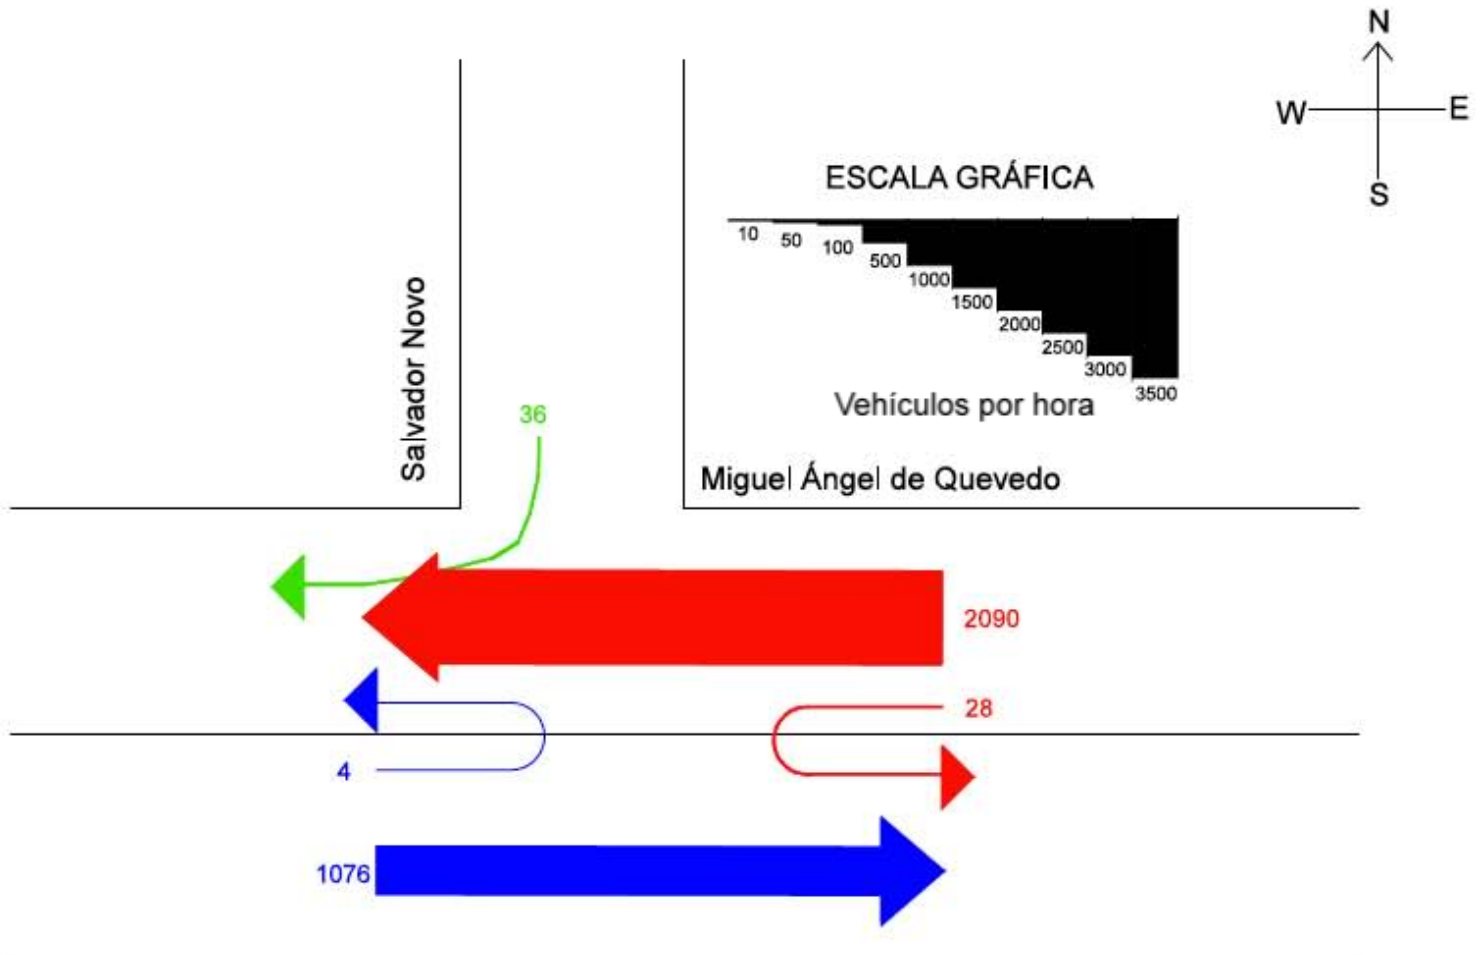 N
W
E
S
ESCALA GRÁFICA
10
50
100
500
1000
1500
2000
2500
3000
3500
Vehículos por hora
Salvador Novo
36
Miguel Ángel de Quevedo
2090
28
4
1076